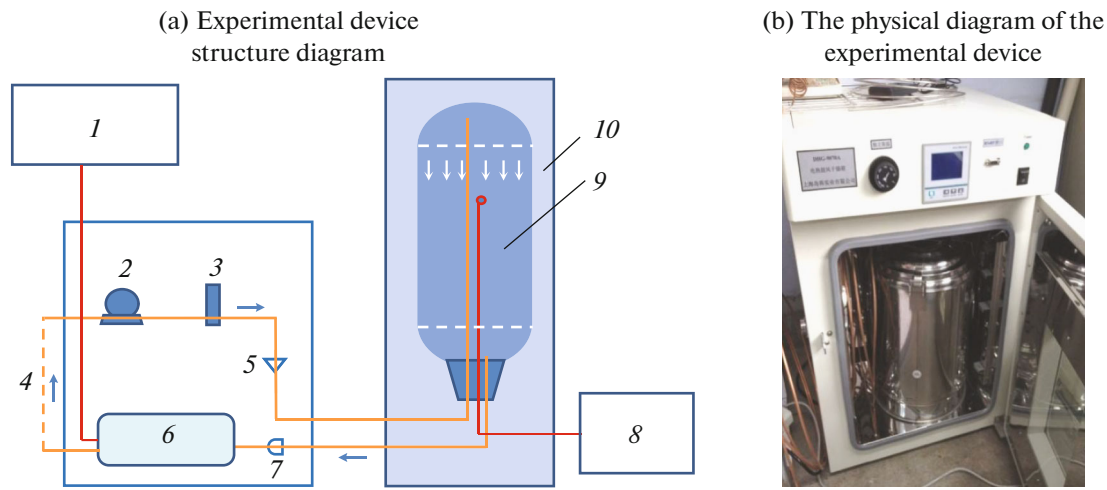 (a) Experimental device
structure diagram
(b) The physical diagram of the
experimental device
1
2
3
4
5
6
7
8
9
10